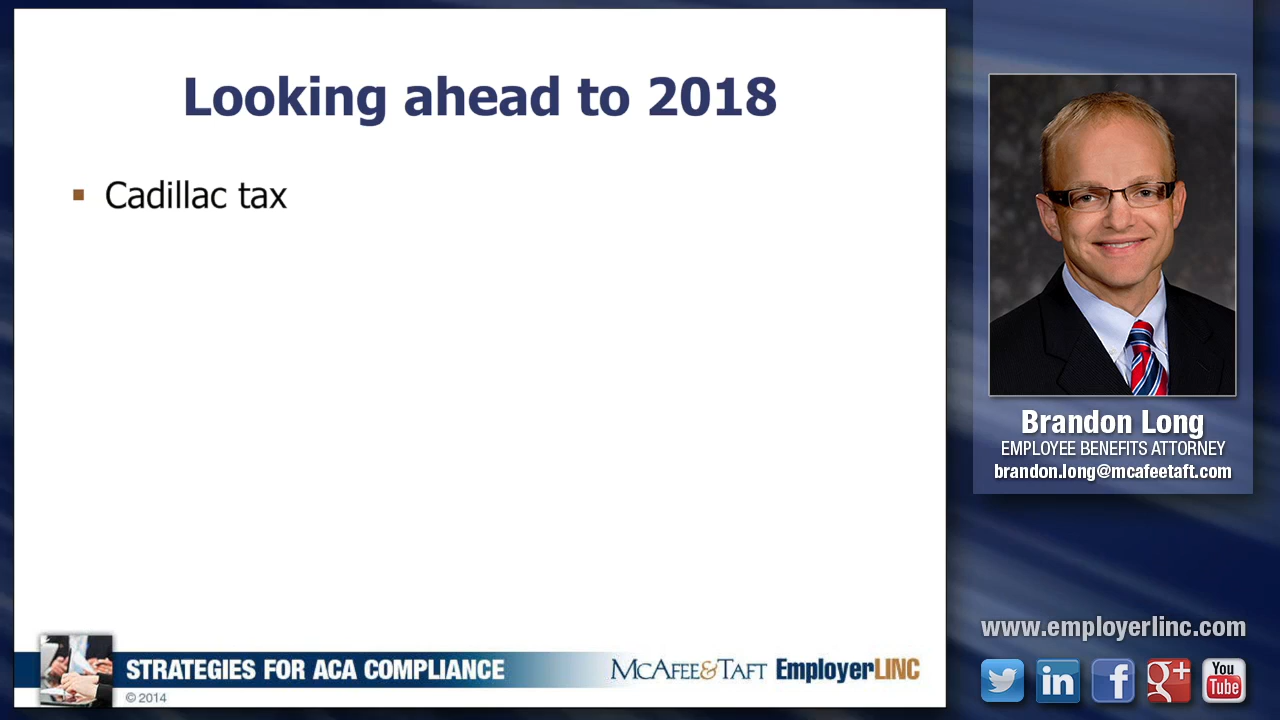 Looking ahead to 2018
▪ Cadillac tax
Brandon Long
EMPLOYEE BENEFITS ATTORNEY
brandon.long@mcafeetaft.com
www.employerlinc.com
STRATEGIES FOR ACA COMPLIANCE
MCAFEE&TAFT EmployerLINC
© 2014
in
f
g+
You
Tube